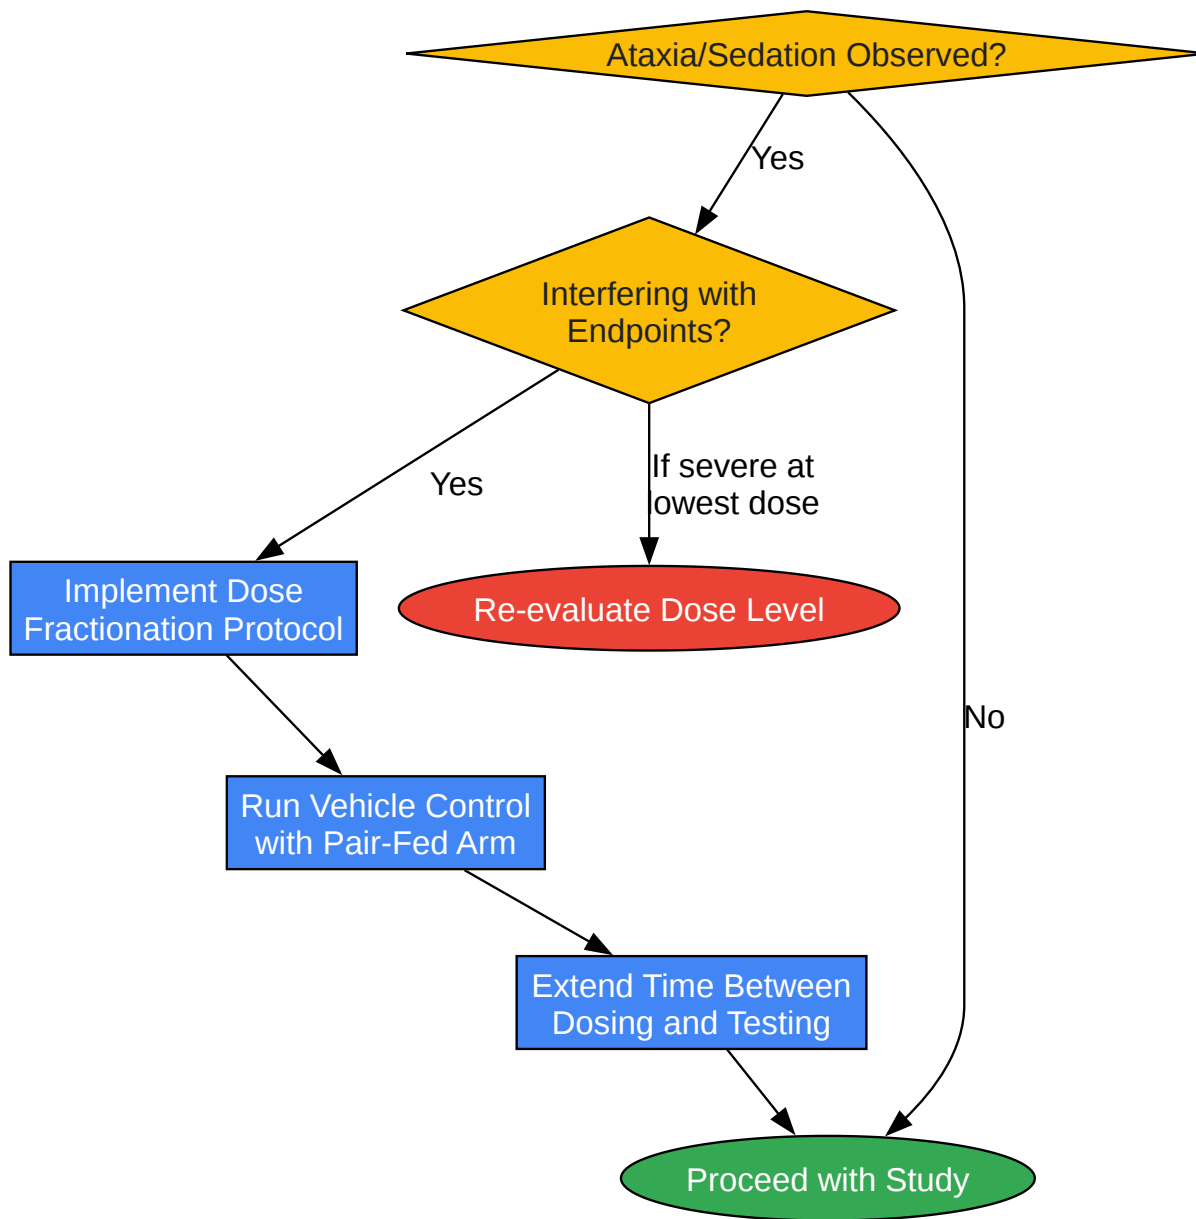 Ataxia/Sedation Observed?
Yes
Interfering with
Endpoints?
If severe at
lowest dose
Yes
Implement Dose
Fractionation Protocol
Re-evaluate Dose Level
No
Run Vehicle Control
with Pair-Fed Arm
Extend Time Between
Dosing and Testing
Proceed with Study